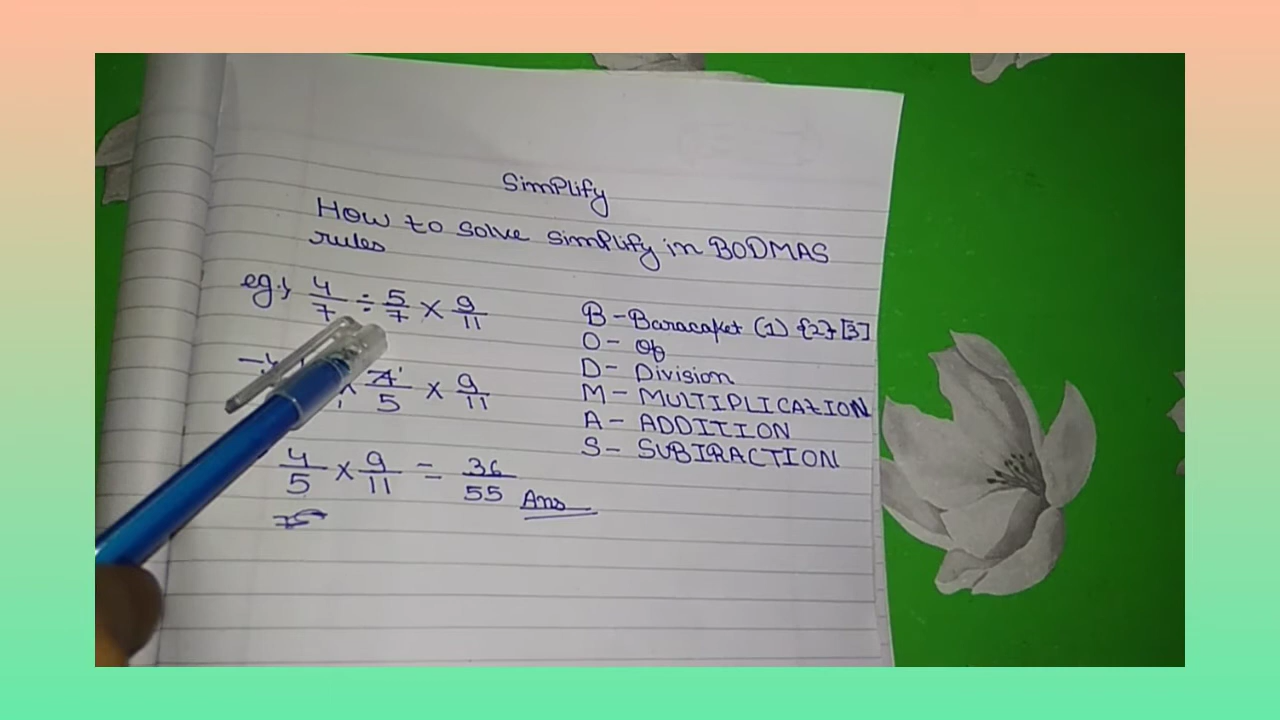 SimPlify
How to Solve SimPlify in BODMAS
rules
eg:, 4/7 ÷ 5/7 × 9/11
B - Baracaket (1) {2} [3]
O - Of
D - Division
M - MULTIPLICATION
A - ADDITION
S - SUBTRACTION
× 7/5 × 9/11
4/5 × 9/11 = 36/55 Ans